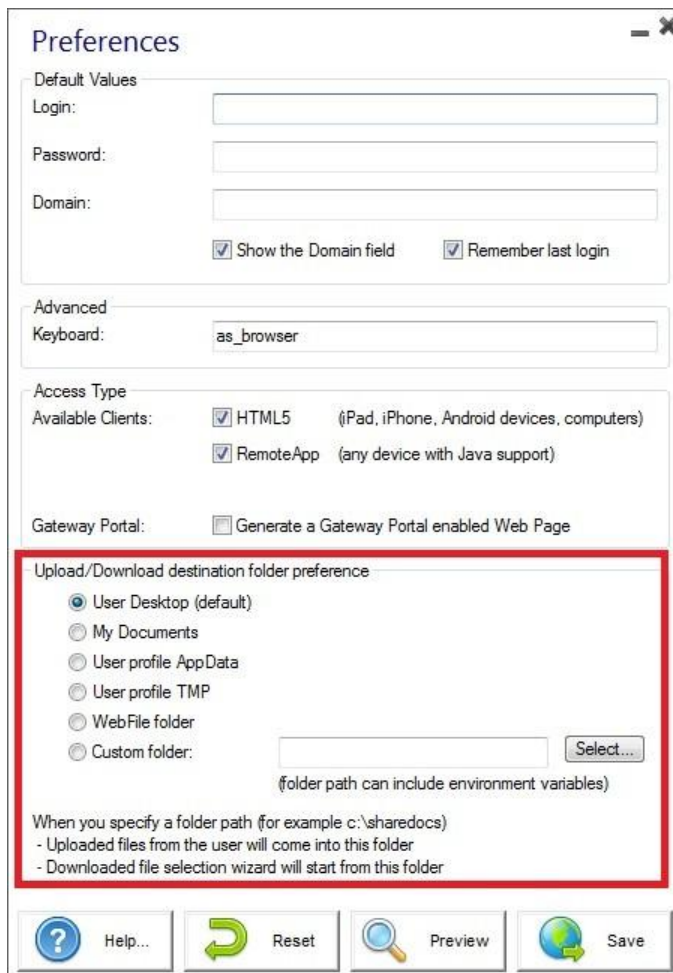 Preferences
Default Values
Login:
Password:
Domain:
Show the Domain field Remember last login
Advanced
Keyboard: as_browser
Access Type
Available Clients: HTML5 (iPad, iPhone, Android devices, computers)
RemoteApp (any device with Java support)
Gateway Portal: Generate a Gateway Portal enabled Web Page
Upload/Download destination folder preference
User Desktop (default)
My Documents
User profile AppData
User profile TMP
WebFile folder
Custom folder: Select...
(folder path can include environment variables)
When you specify a folder path (for example c:\sharedocs)
- Uploaded files from the user will come into this folder
- Downloaded file selection wizard will start from this folder
Help... Reset Preview Save